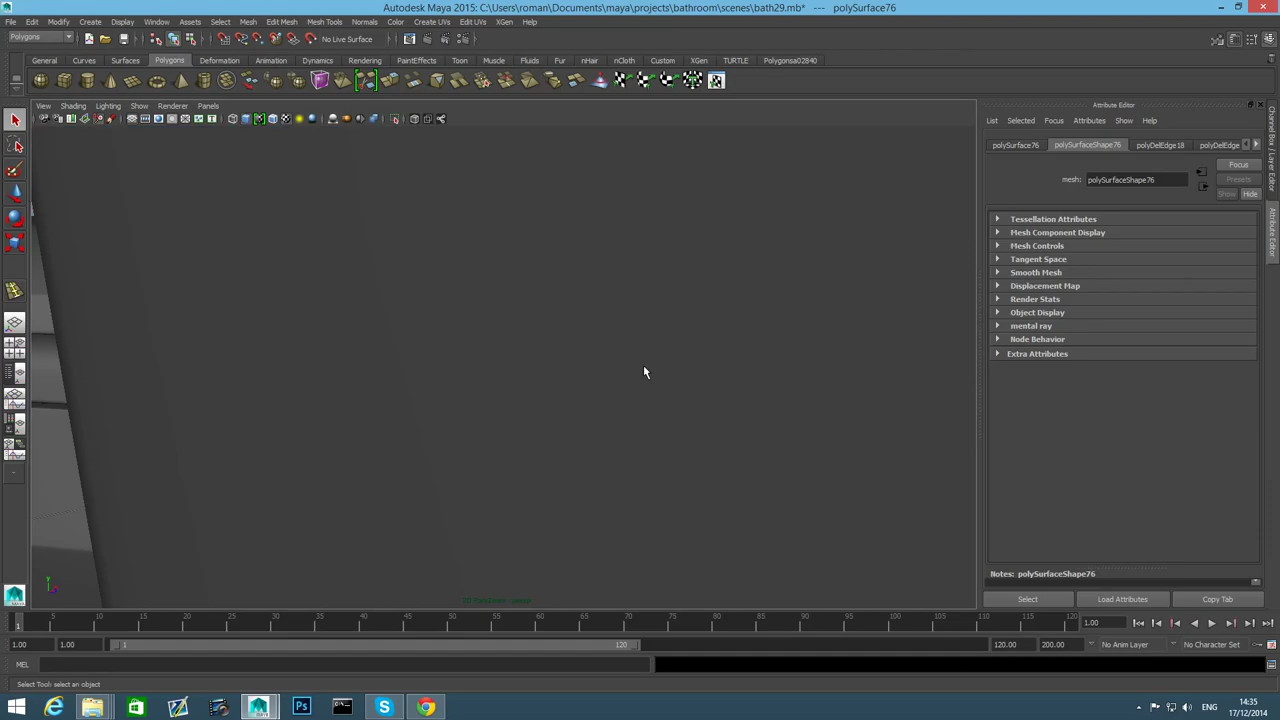 Autodesk Maya 2015: C:\Users\roman\Documents\maya\projects\bathroom\scenes\bath29.mb* --- polySurface76
File Edit Modify Create Display Window Assets Select Mesh Edit Mesh Mesh Tools Normals Color Create UVs Edit UVs XGen Help
Polygons No Live Surface
General Curves Surfaces Polygons Deformation Animation Dynamics Rendering PaintEffects Toon Muscle Fluids Fur nHair nCloth Custom XGen TURTLE Polygonsa02840
View Shading Lighting Show Renderer Panels
Attribute Editor
List Selected Focus Attributes Show Help
polySurface76 polySurfaceShape76 polyDelEdge18 polyDelEdge
Focus
mesh: polySurfaceShape76
Presets
Show Hide
Tessellation Attributes
Mesh Component Display
Mesh Controls
Tangent Space
Smooth Mesh
Displacement Map
Render Stats
Object Display
mental ray
Node Behavior
Extra Attributes
Channel Box / Layer Editor
Attribute Editor
y
Notes: polySurfaceShape76
Select Load Attributes Copy Tab
1 5 10 15 20 25 30 35 40 45 50 55 60 65 70 75 80 85 90 95 100 105 110 115 120 1.00
1.00 1.00 1 120 120.00 200.00 No Anim Layer No Character Set
MEL
Select Tool: select an object
ENG 14:35
17/12/2014